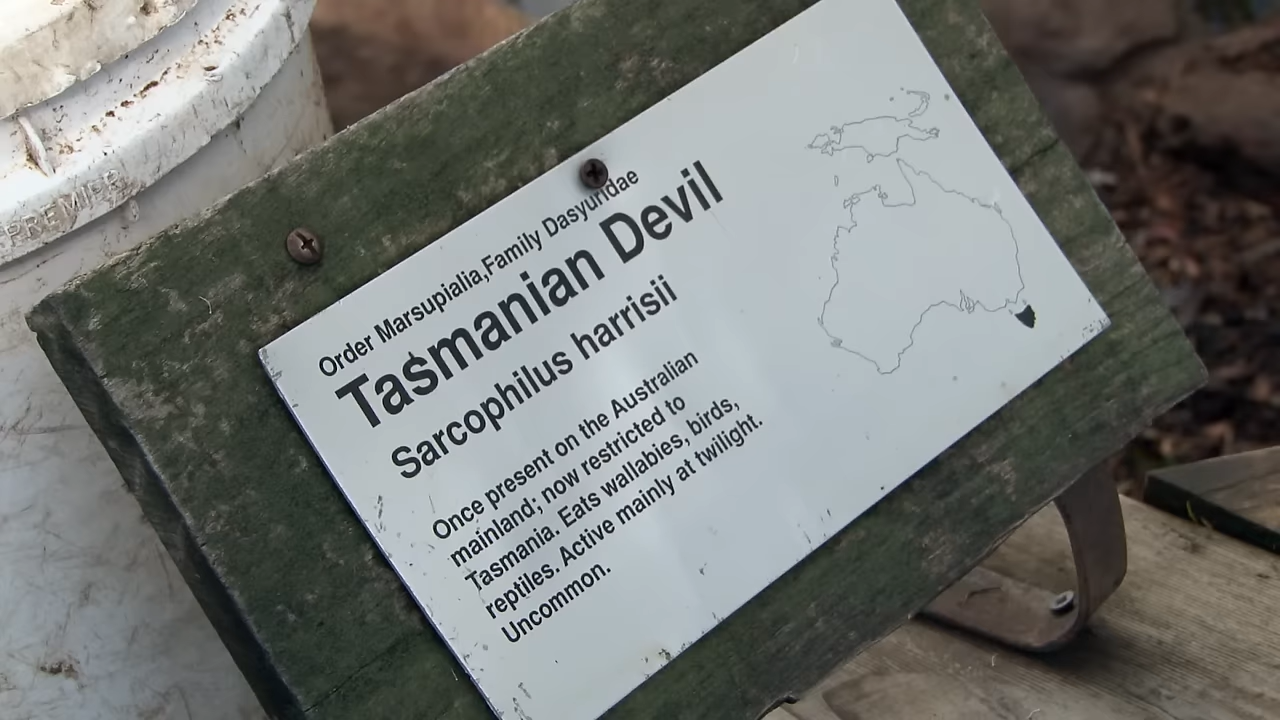 PREMIER
Order Marsupialia,Family Dasyuridae
Tasmanian Devil
Sarcophilus harrisii
Once present on the Australian
mainland; now restricted to
Tasmania. Eats wallabies, birds,
reptiles. Active mainly at twilight.
Uncommon.